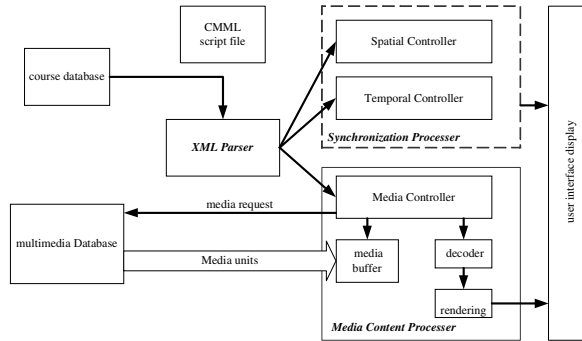 CMML
script file
course database
Spatial Controller
Temporal Controller
Synchronization Processer
XML Parser
user interface display
Media Controller
media request
multimedia Database
Media units
media
buffer
decoder
rendering
Media Content Processer